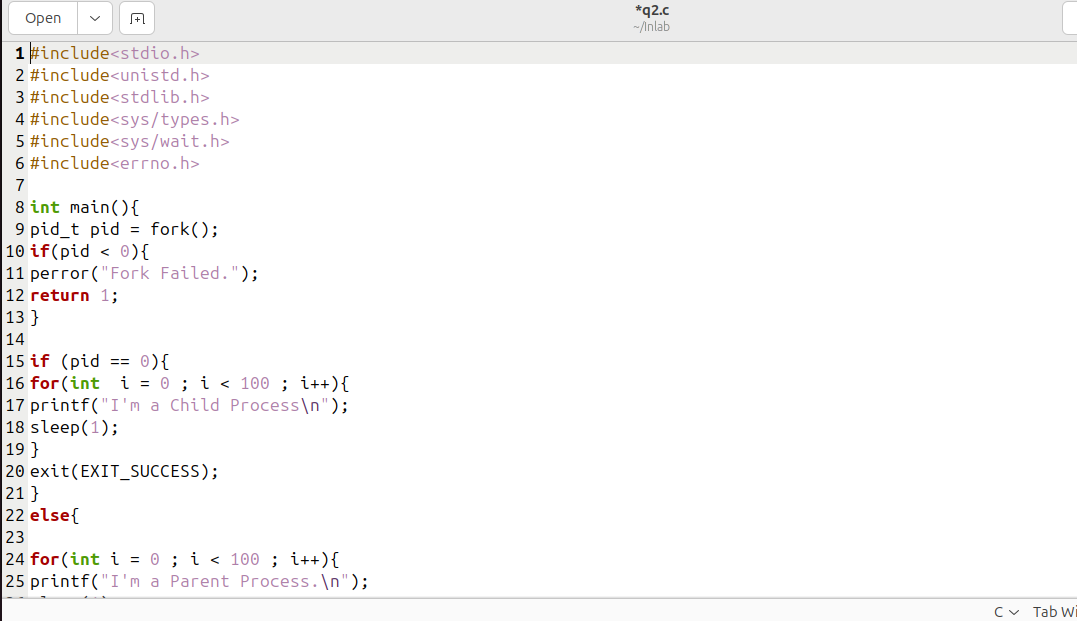 Open
*q2.c
~/Inlab
1 #include<stdio.h>
2 #include<unistd.h>
3 #include<stdlib.h>
4 #include<sys/types.h>
5 #include<sys/wait.h>
6 #include<errno.h>
7
8 int main(){
9 pid_t pid = fork();
10 if(pid < 0){
11 perror("Fork Failed.");
12 return 1;
13 }
14
15 if (pid == 0){
16 for(int  i = 0 ; i < 100 ; i++){
17 printf("I'm a Child Process\n");
18 sleep(1);
19 }
20 exit(EXIT_SUCCESS);
21 }
22 else{
23
24 for(int i = 0 ; i < 100 ; i++){
25 printf("I'm a Parent Process.\n");
C Tab Wi